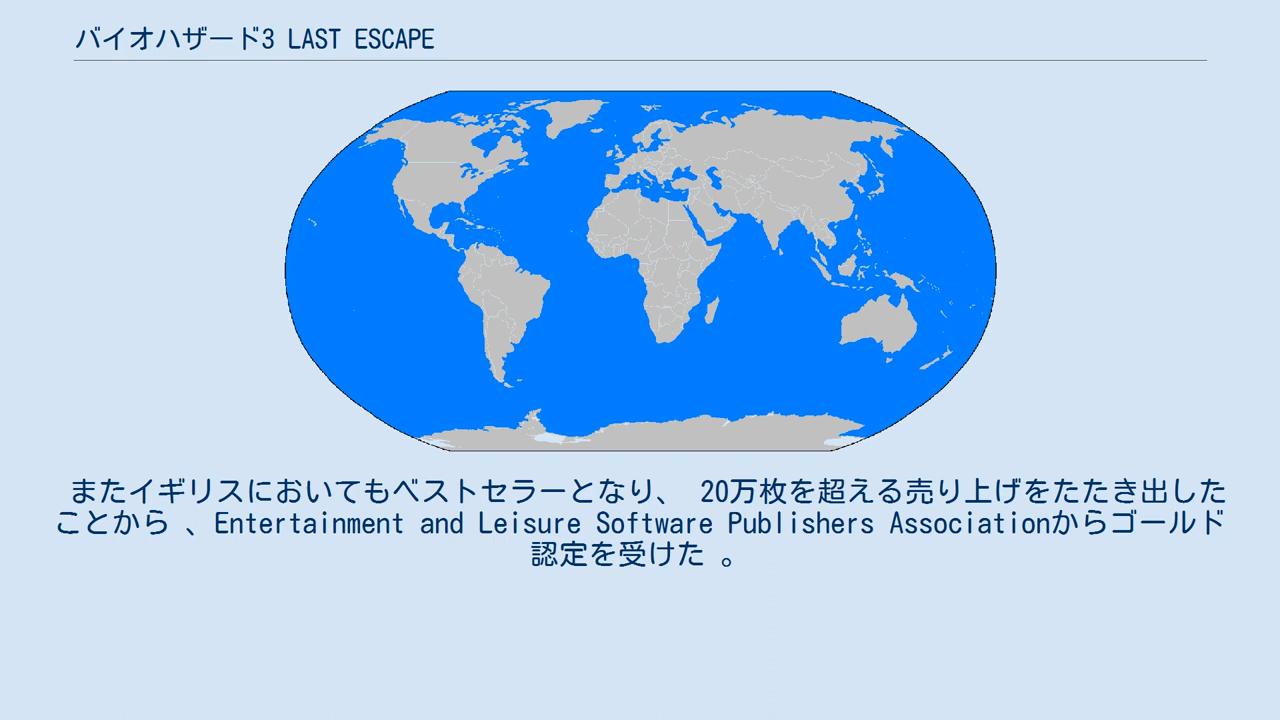 バイオハザード3 LAST ESCAPE
またイギリスにおいてもベストセラーとなり、 20万枚を超える売り上げをたたき出した
ことから 、Entertainment and Leisure Software Publishers Associationからゴールド
認定を受けた 。